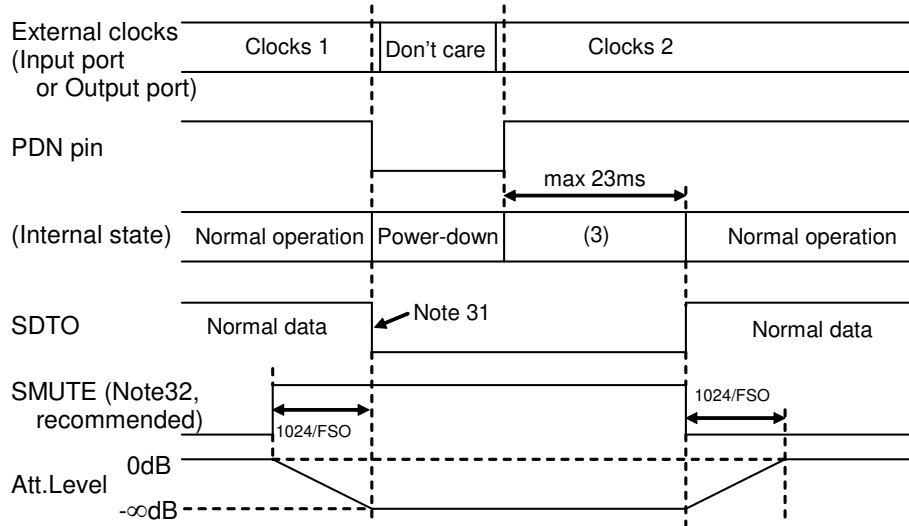 External clocks
(Input port
or Output port)
Clocks 1
Don't care
Clocks 2
PDN pin
max 23ms
(Internal state)
Normal operation
Power-down
(3)
Normal operation
SDTO
Normal data
Note 31
Normal data
SMUTE (Note32,
recommended)
1024/FSO
1024/FSO
Att.Level
0dB
-∞dB